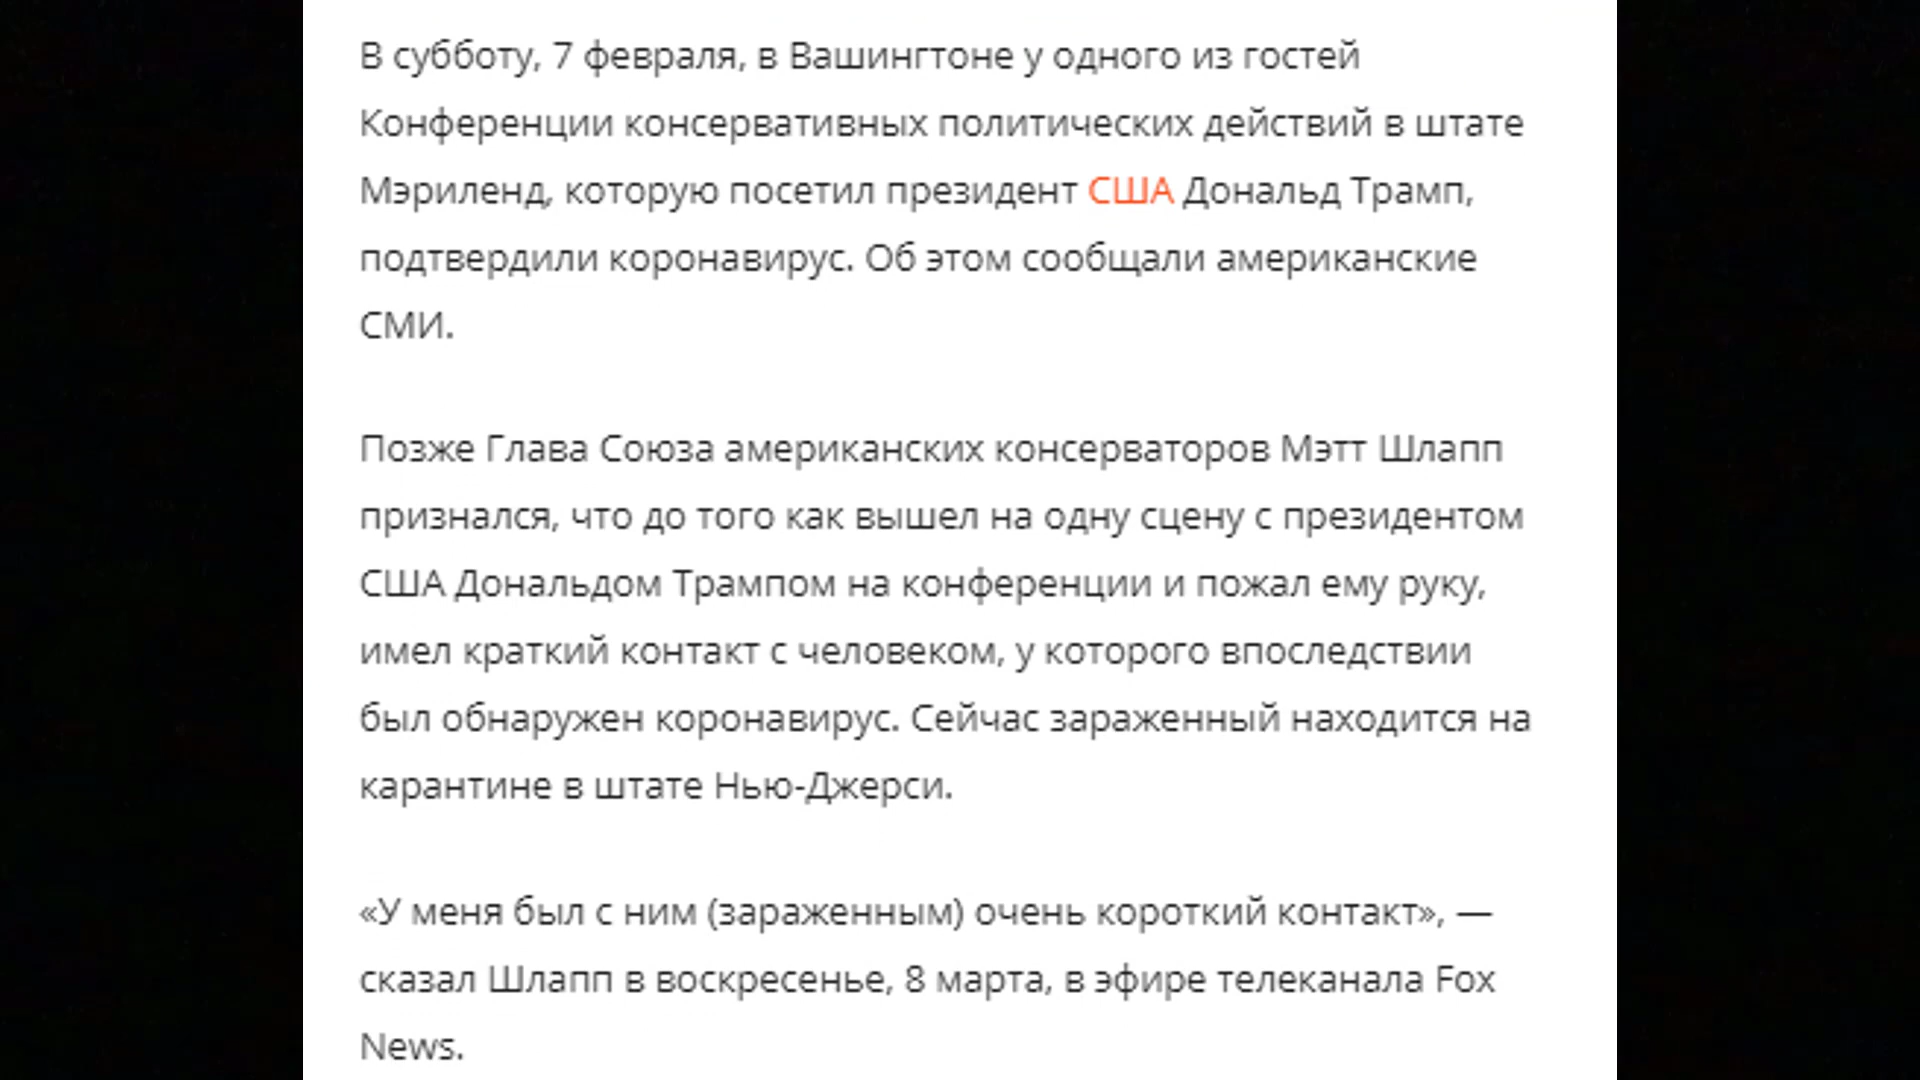 В субботу, 7 февраля, в Вашингтоне у одного из гостей
Конференции консервативных политических действий в штате
Мэриленд, которую посетил президент США Дональд Трамп,
подтвердили коронавирус. Об этом сообщали американские
СМИ.
Позже Глава Союза американских консерваторов Мэтт Шлапп
признался, что до того как вышел на одну сцену с президентом
США Дональдом Трампом на конференции и пожал ему руку,
имел краткий контакт с человеком, у которого впоследствии
был обнаружен коронавирус. Сейчас зараженный находится на
карантине в штате Нью-Джерси.
«У меня был с ним (зараженным) очень короткий контакт», —
сказал Шлапп в воскресенье, 8 марта, в эфире телеканала Fox
News.